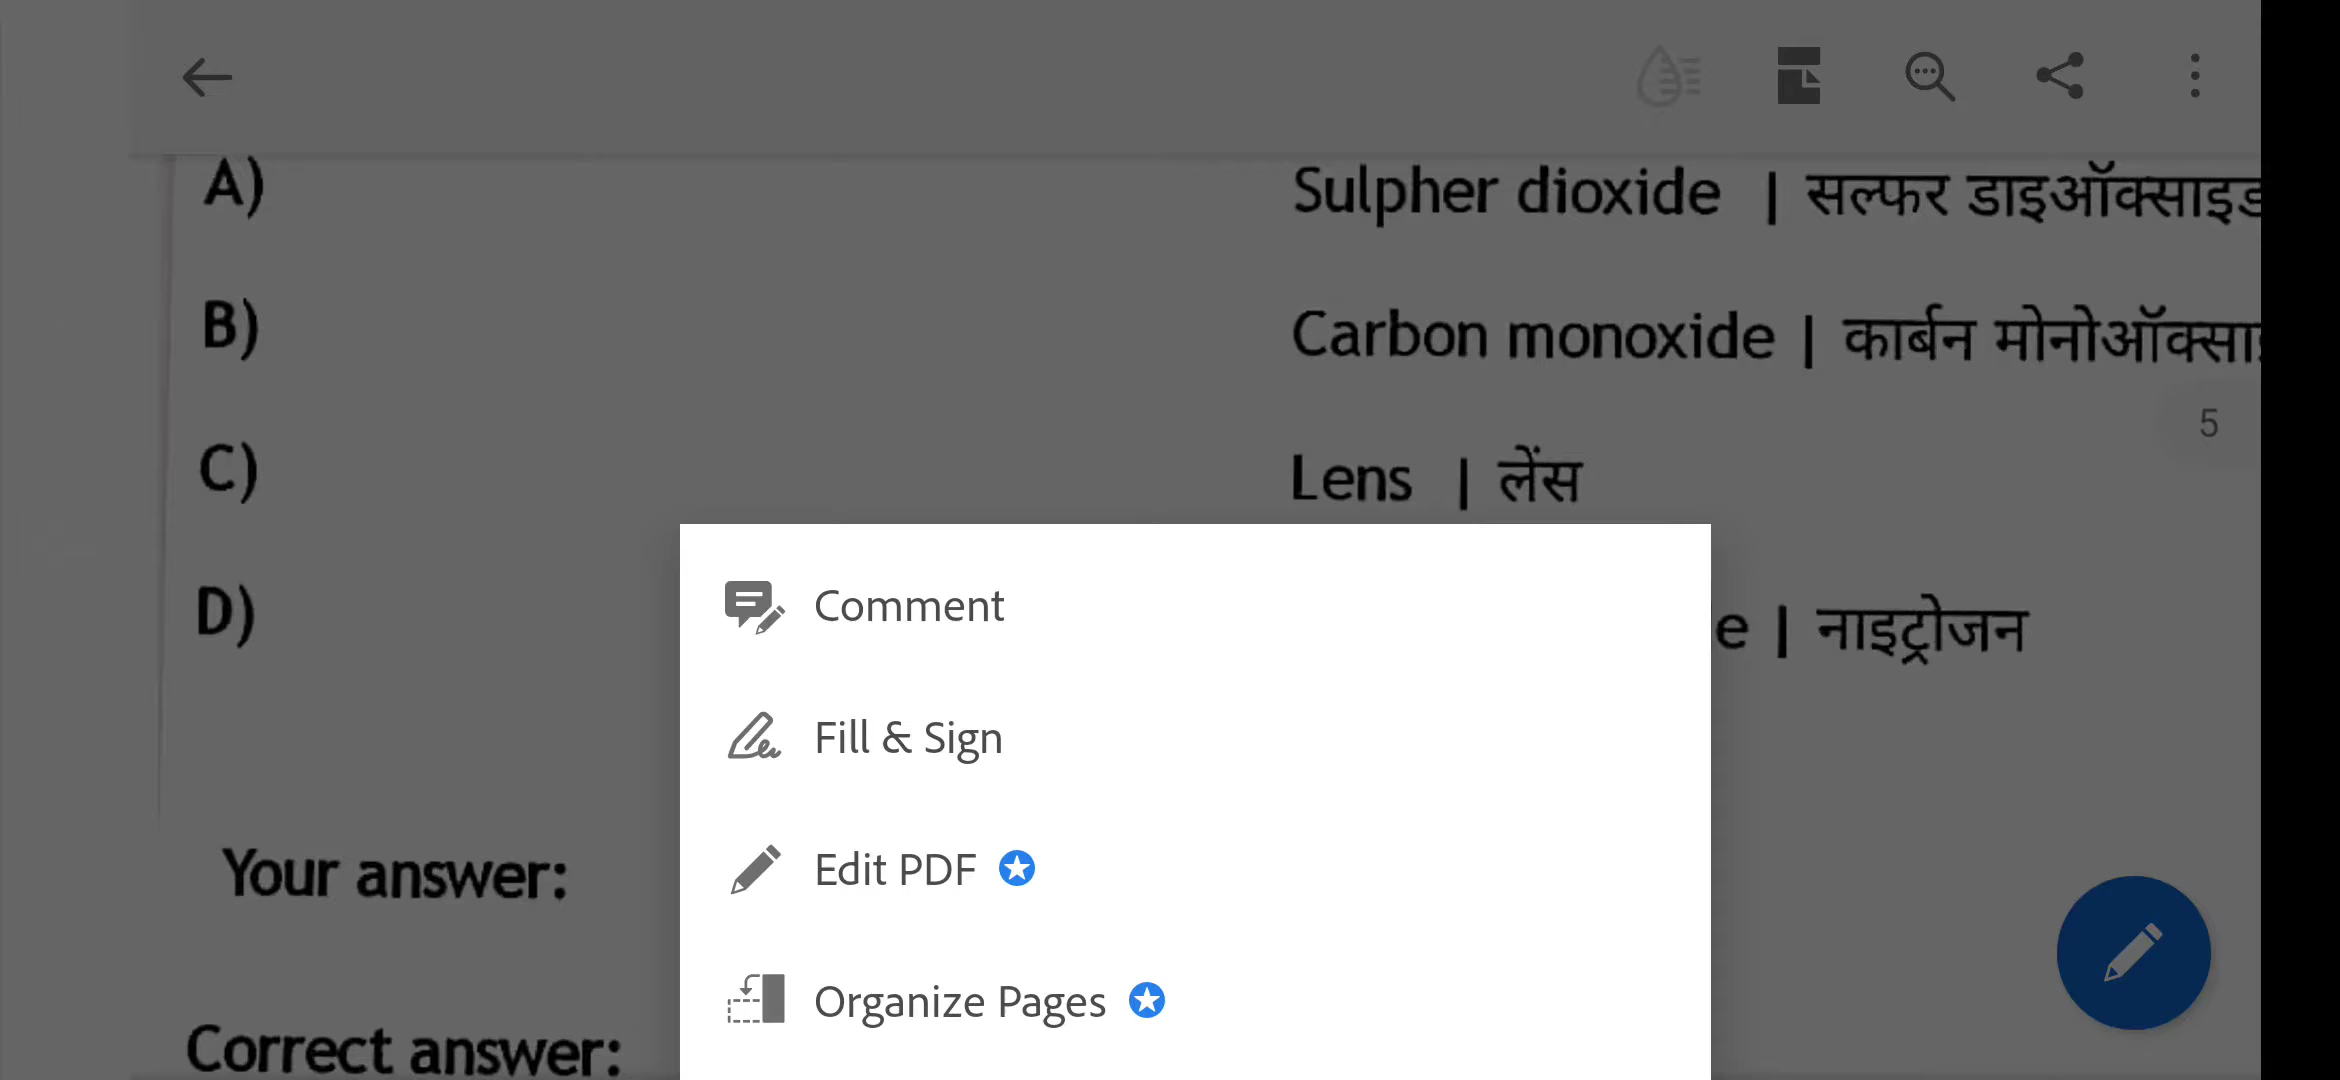 A)
Sulpher dioxide | सल्फर डाइऑक्साइड
B)
Carbon monoxide | कार्बन मोनोऑक्सा
5
C)
Lens | लेंस
D)
e | नाइट्रोजन
Comment
Fill & Sign
Your answer:
Edit PDF
Organize Pages
Correct answer: